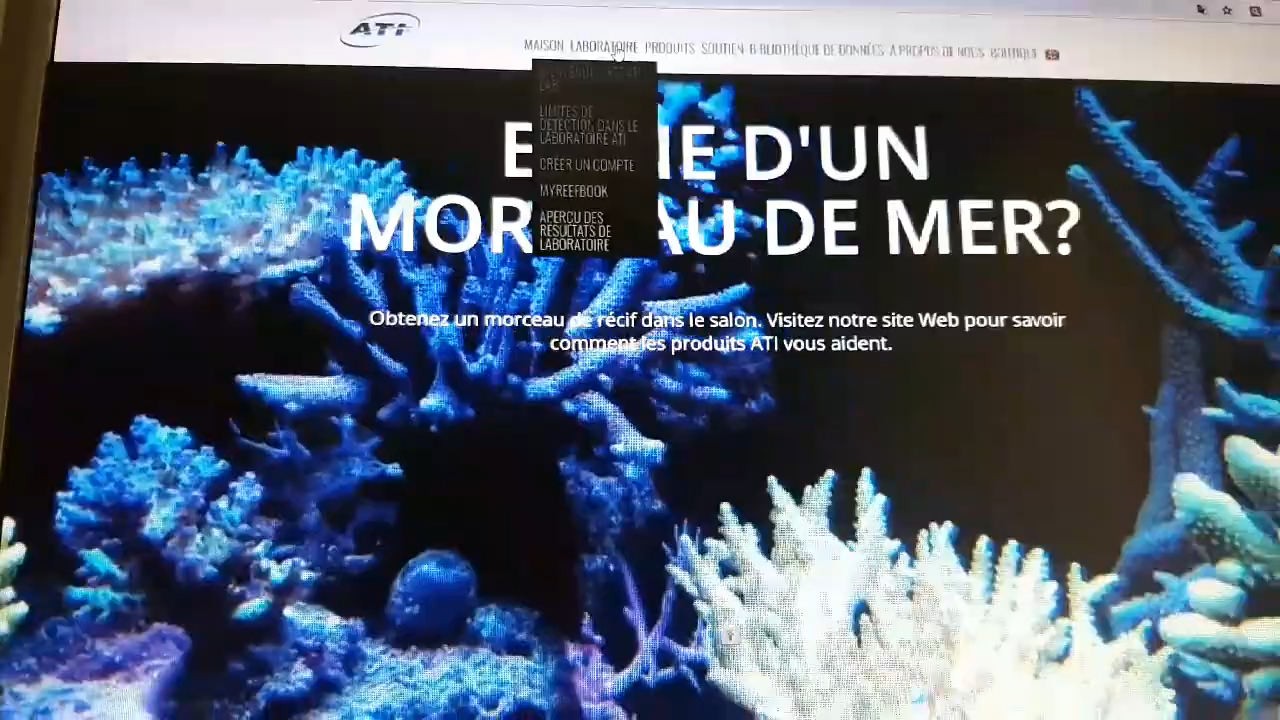 ATI
MAISON LABORATOIRE PRODUITS SOUTIEN BIBLIOTHÈQUE DE DONNÉES A PROPOS DE NOUS BOUTIQUE
LAB
LIMITES DE
DÉTECTION DANS LE
LABORATOIRE ATI
CRÉER UN COMPTE
MYREEFBOOK
APERÇU DES
RÉSULTATS DE
LABORATOIRE
D'UN
DE MER?
Obtenez un morceau de récif dans le salon. Visitez notre site Web pour savoir
comment les produits ATI vous aident.